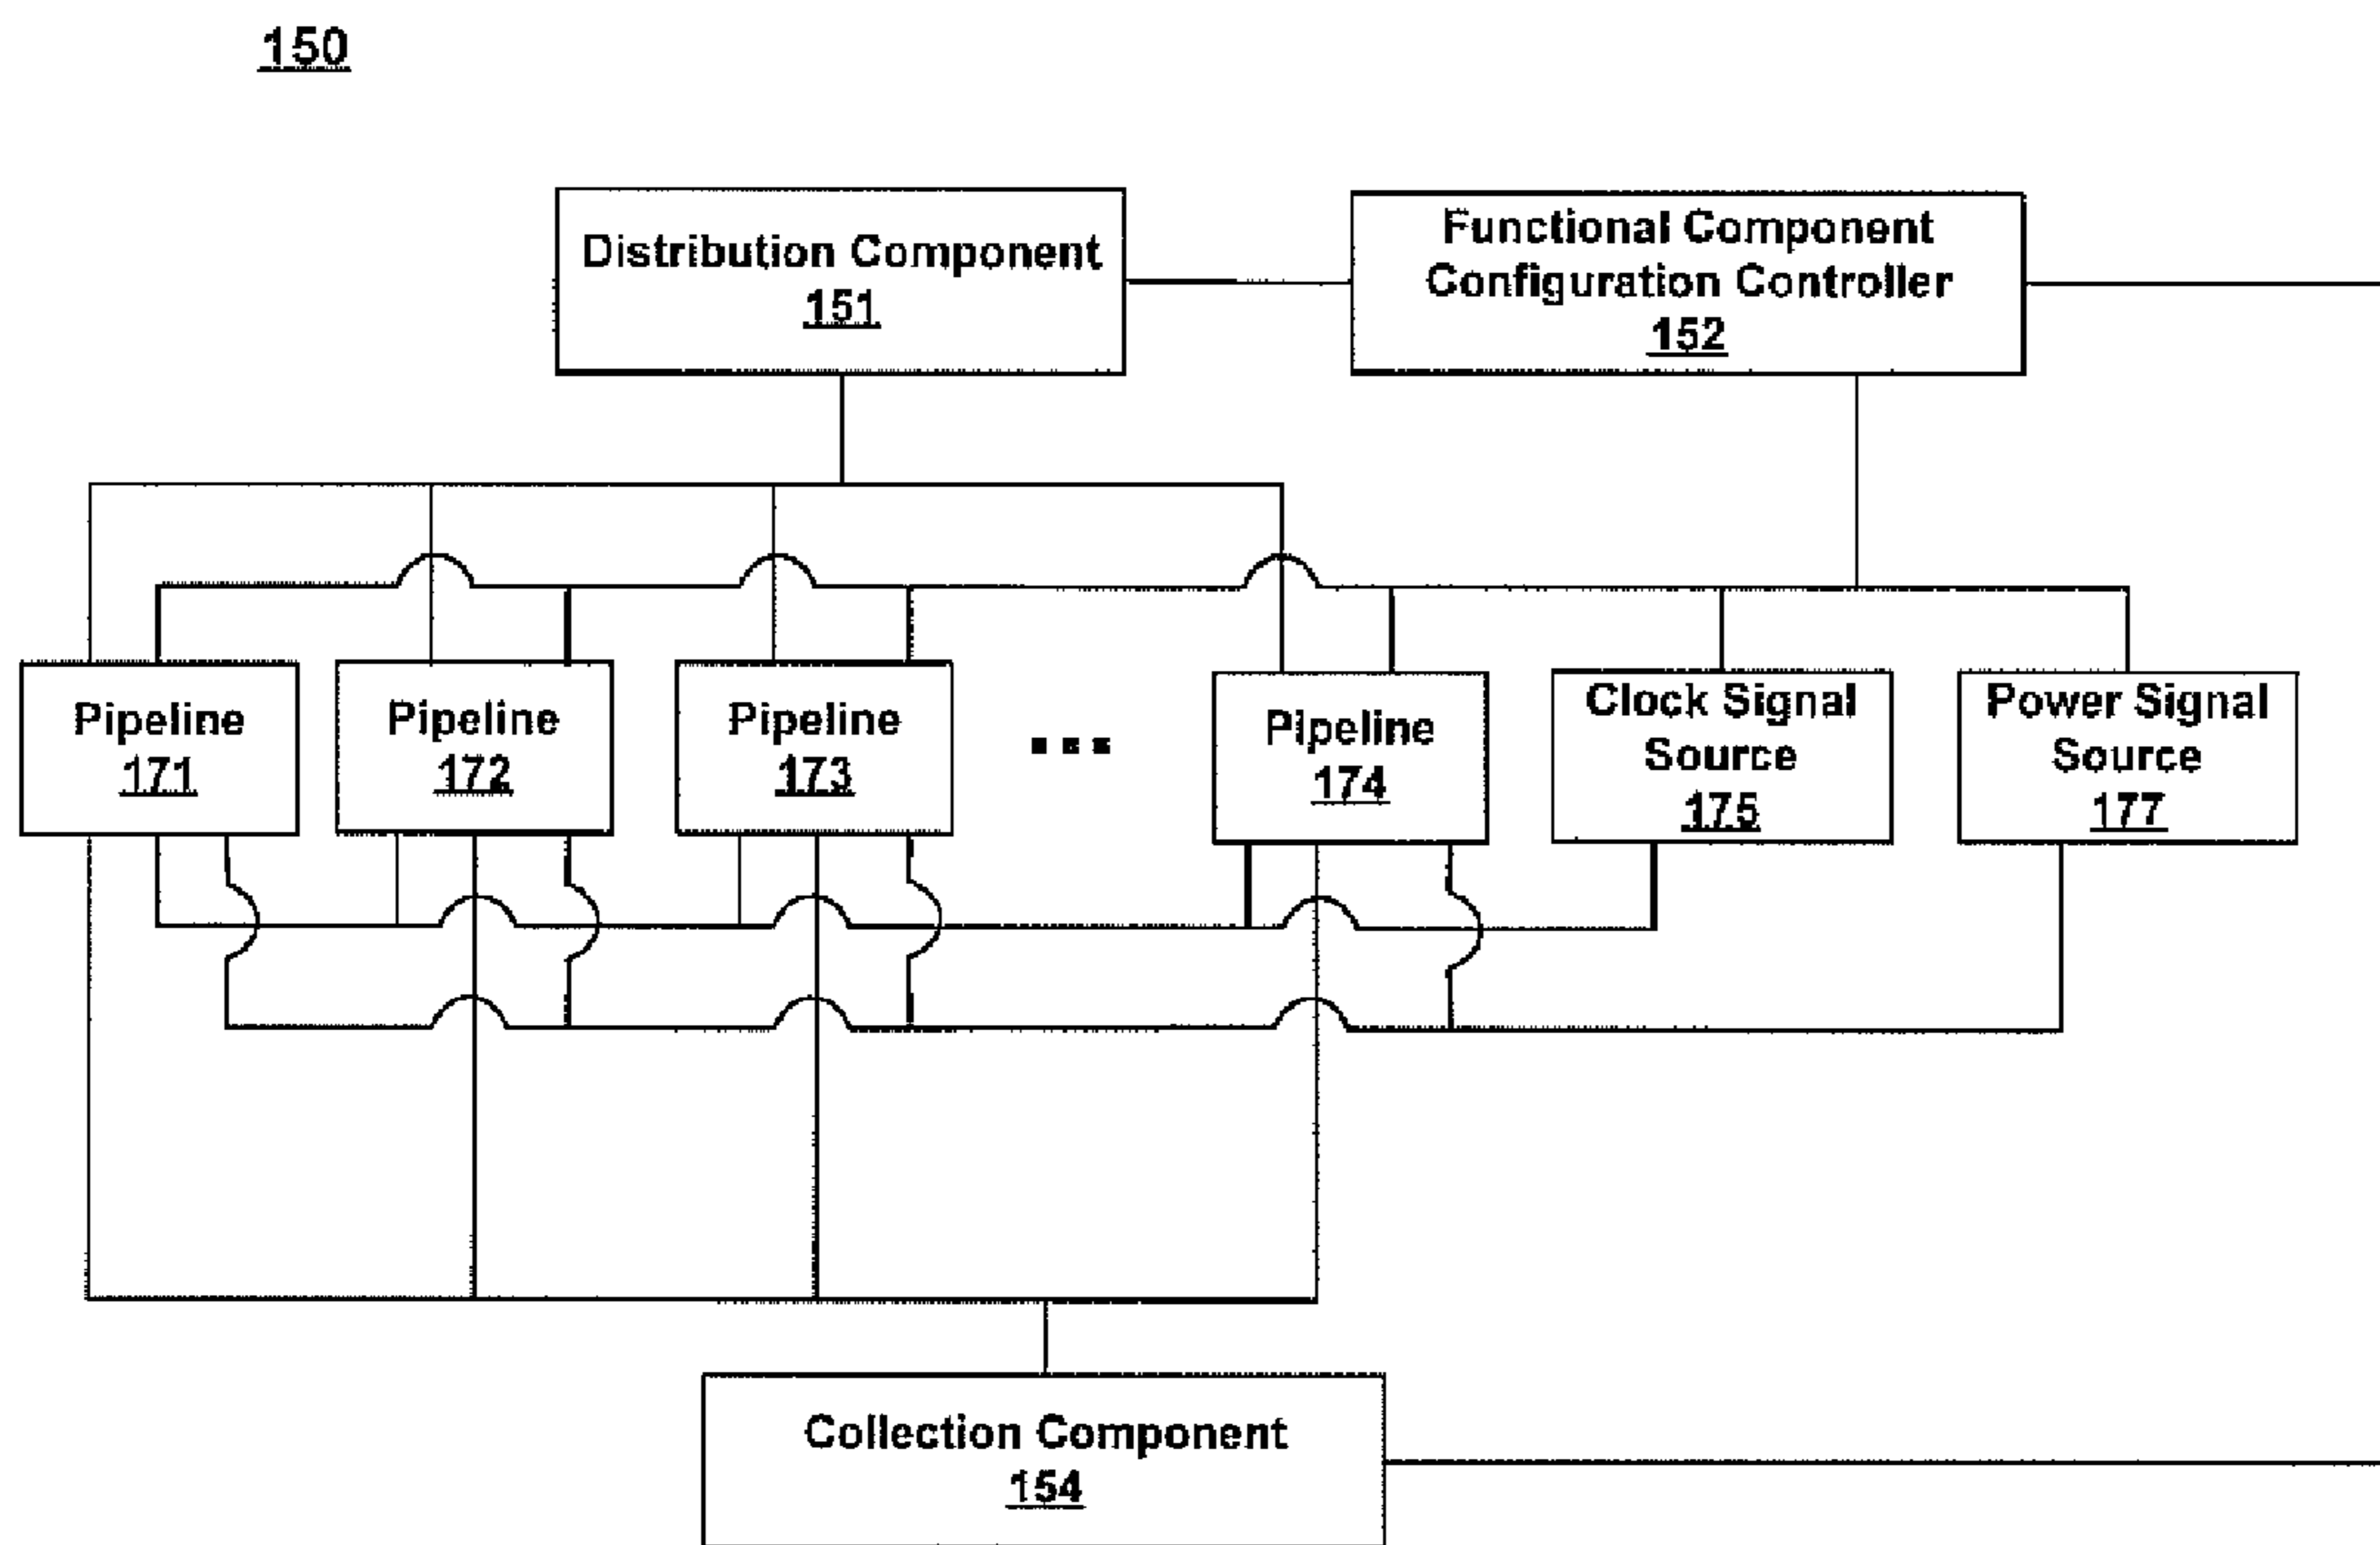 150
Distribution Component
151
Functional Component
Configuration Controller
152
Pipeline
171
Pipeline
172
Pipeline
173
Pipeline
174
Clock Signal
Source
175
Power Signal
Source
177
Collection Component
154